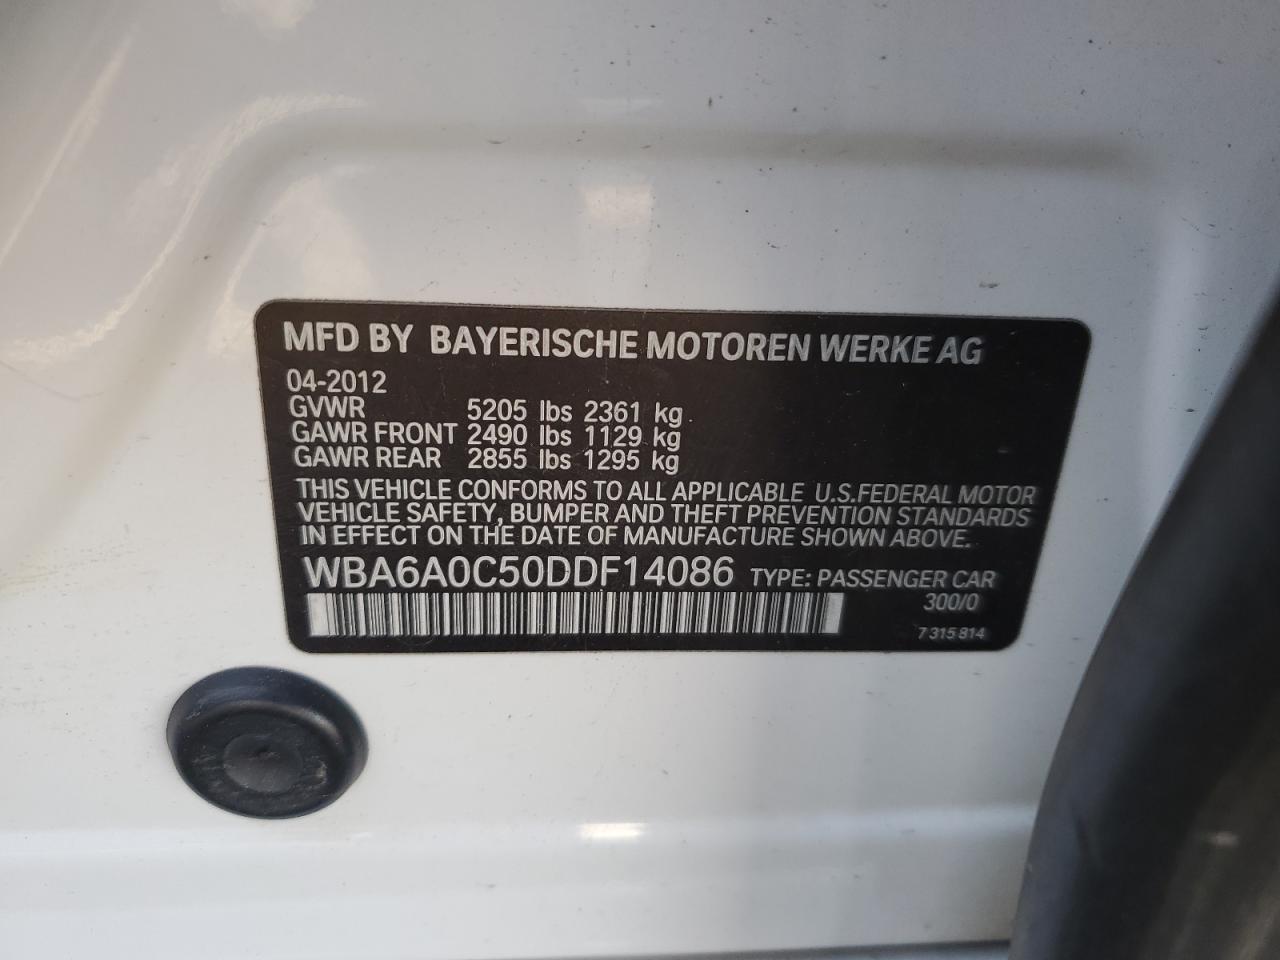 MFD BY BAYERISCHE MOTOREN WERKE AG
04-2012
GVWR 5205 lbs 2361 kg
GAWR FRONT 2490 lbs 1129 kg
GAWR REAR 2855 lbs 1295 kg
THIS VEHICLE CONFORMS TO ALL APPLICABLE U.S.FEDERAL MOTOR
VEHICLE SAFETY, BUMPER AND THEFT PREVENTION STANDARDS
IN EFFECT ON THE DATE OF MANUFACTURE SHOWN ABOVE.
WBA6A0C50DDF14086 TYPE: PASSENGER CAR
300/0
7 315 814